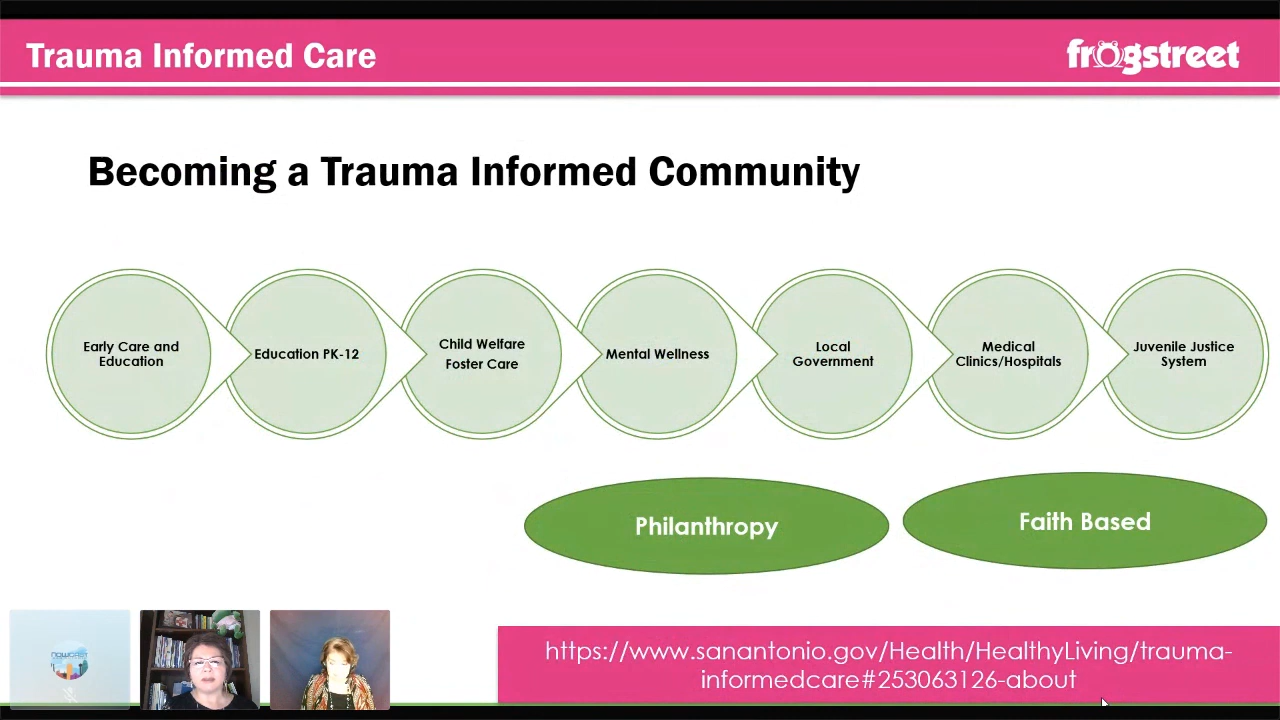 Trauma Informed Care
frogstreet
Becoming a Trauma Informed Community
Early Care and
Education
Education PK-12
Child Welfare
Foster Care
Mental Wellness
Local
Government
Medical
Clinics/Hospitals
Juvenile Justice
System
Philanthropy
Faith Based
https://www.sanantonio.gov/Health/HealthyLiving/trauma-
informedcare#253063126-about